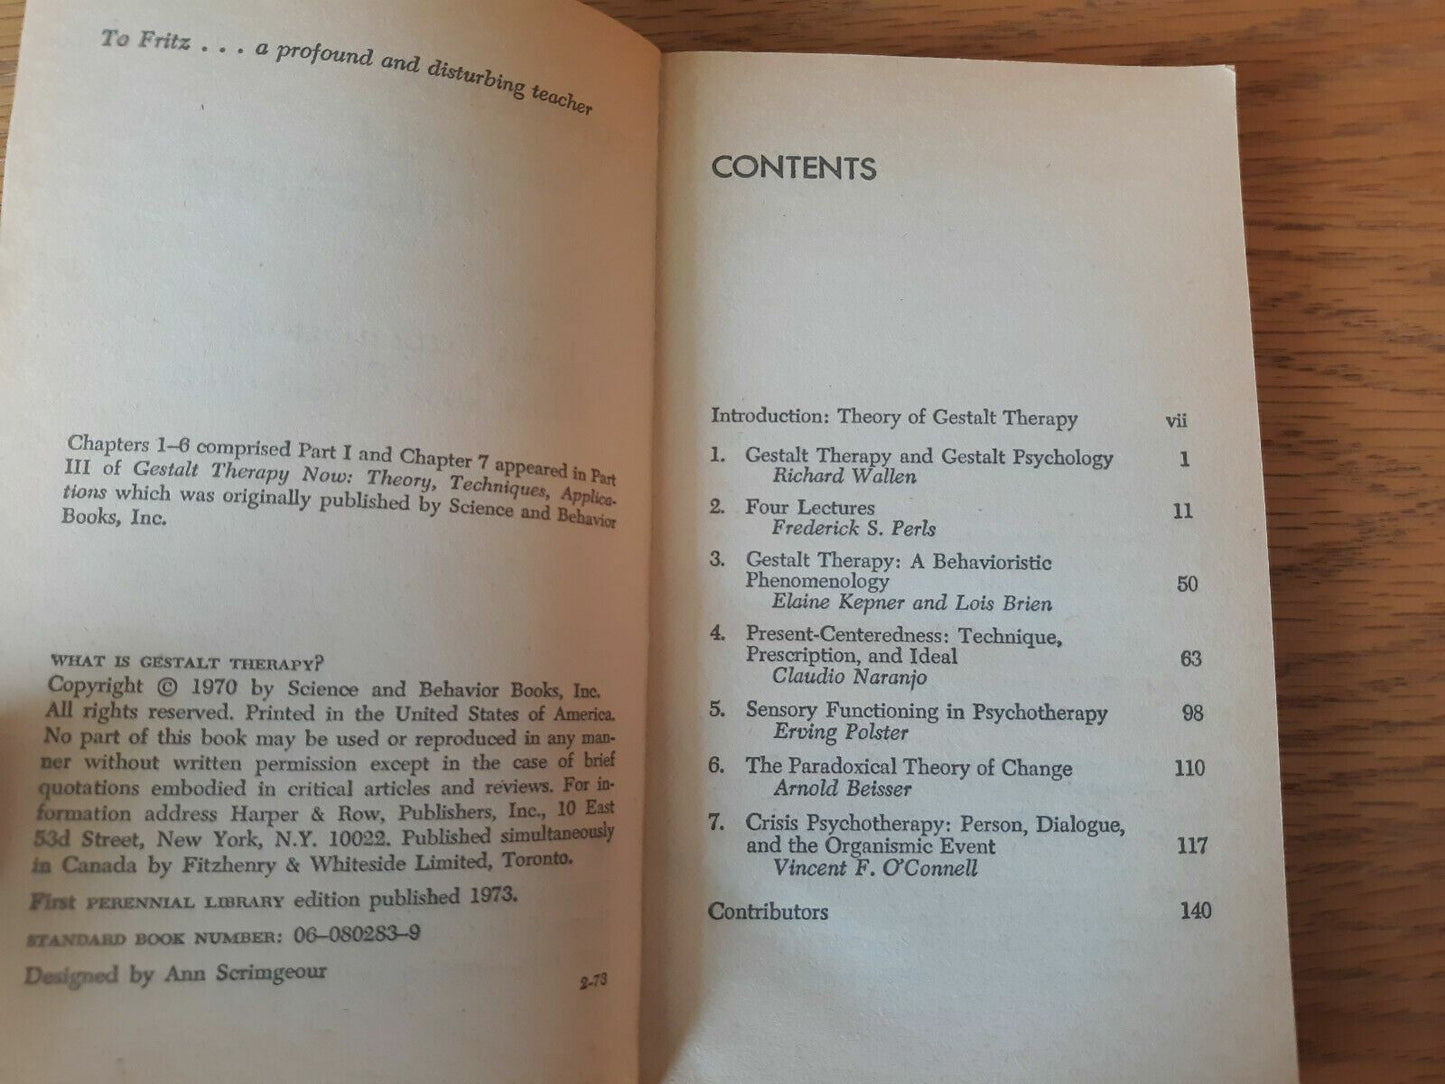 To Fritz . . . a profound and disturbing teacher
Chapters 1–6 comprised Part I and Chapter 7 appeared in Part
III of Gestalt Therapy Now: Theory, Techniques, Applica-
tions which was originally published by Science and Behavior
Books, Inc.
WHAT IS GESTALT THERAPY?
Copyright © 1970 by Science and Behavior Books, Inc.
All rights reserved. Printed in the United States of America.
No part of this book may be used or reproduced in any man-
ner without written permission except in the case of brief
quotations embodied in critical articles and reviews. For in-
formation address Harper & Row, Publishers, Inc., 10 East
53d Street, New York, N.Y. 10022. Published simultaneously
in Canada by Fitzhenry & Whiteside Limited, Toronto.
First PERENNIAL LIBRARY edition published 1973.
STANDARD BOOK NUMBER: 06–080283–9
Designed by Ann Scrimgeour
2-73
CONTENTS
Introduction: Theory of Gestalt Therapy vii
1. Gestalt Therapy and Gestalt Psychology 1
Richard Wallen
2. Four Lectures 11
Frederick S. Perls
3. Gestalt Therapy: A Behavioristic
Phenomenology 50
Elaine Kepner and Lois Brien
4. Present-Centeredness: Technique,
Prescription, and Ideal 63
Claudio Naranjo
5. Sensory Functioning in Psychotherapy 98
Erving Polster
6. The Paradoxical Theory of Change 110
Arnold Beisser
7. Crisis Psychotherapy: Person, Dialogue,
and the Organismic Event 117
Vincent F. O'Connell
Contributors 140